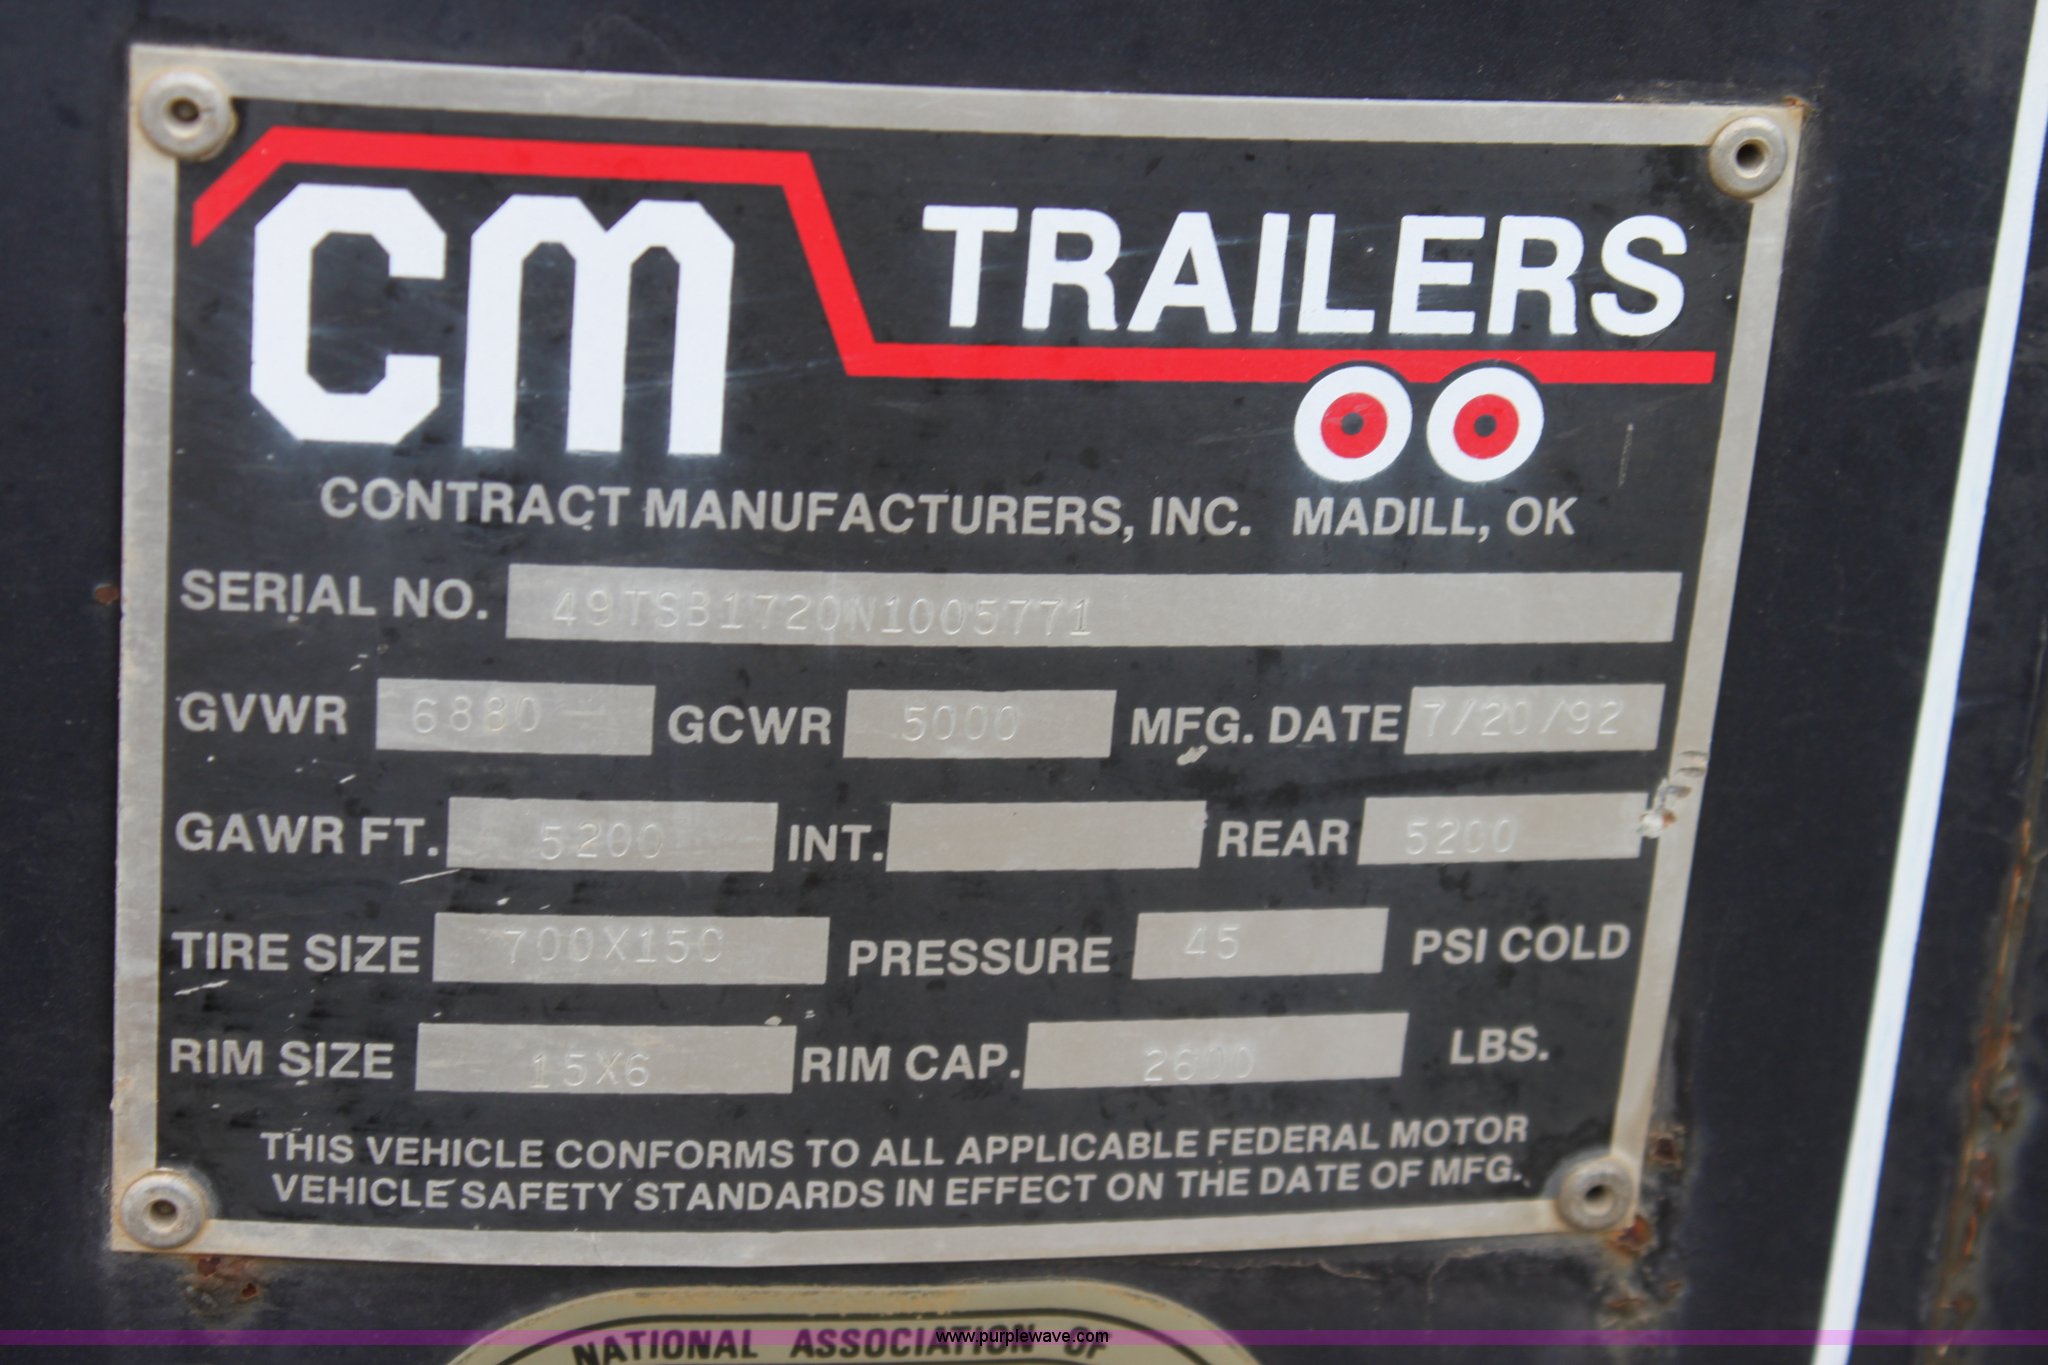 CM TRAILERS
CONTRACT MANUFACTURERS, INC. MADILL, OK
SERIAL NO. 49TSB1720N1005771
GVWR 6880 GCWR 5000 MFG. DATE 7/20/92
GAWR FT. 5200 INT. REAR 5200
TIRE SIZE 700X15C PRESSURE 45 PSI COLD
RIM SIZE 15X6 RIM CAP. 2600 LBS.
THIS VEHICLE CONFORMS TO ALL APPLICABLE FEDERAL MOTOR
VEHICLE SAFETY STANDARDS IN EFFECT ON THE DATE OF MFG.
NATIONAL ASSOCIATION OF
www.purplewave.com